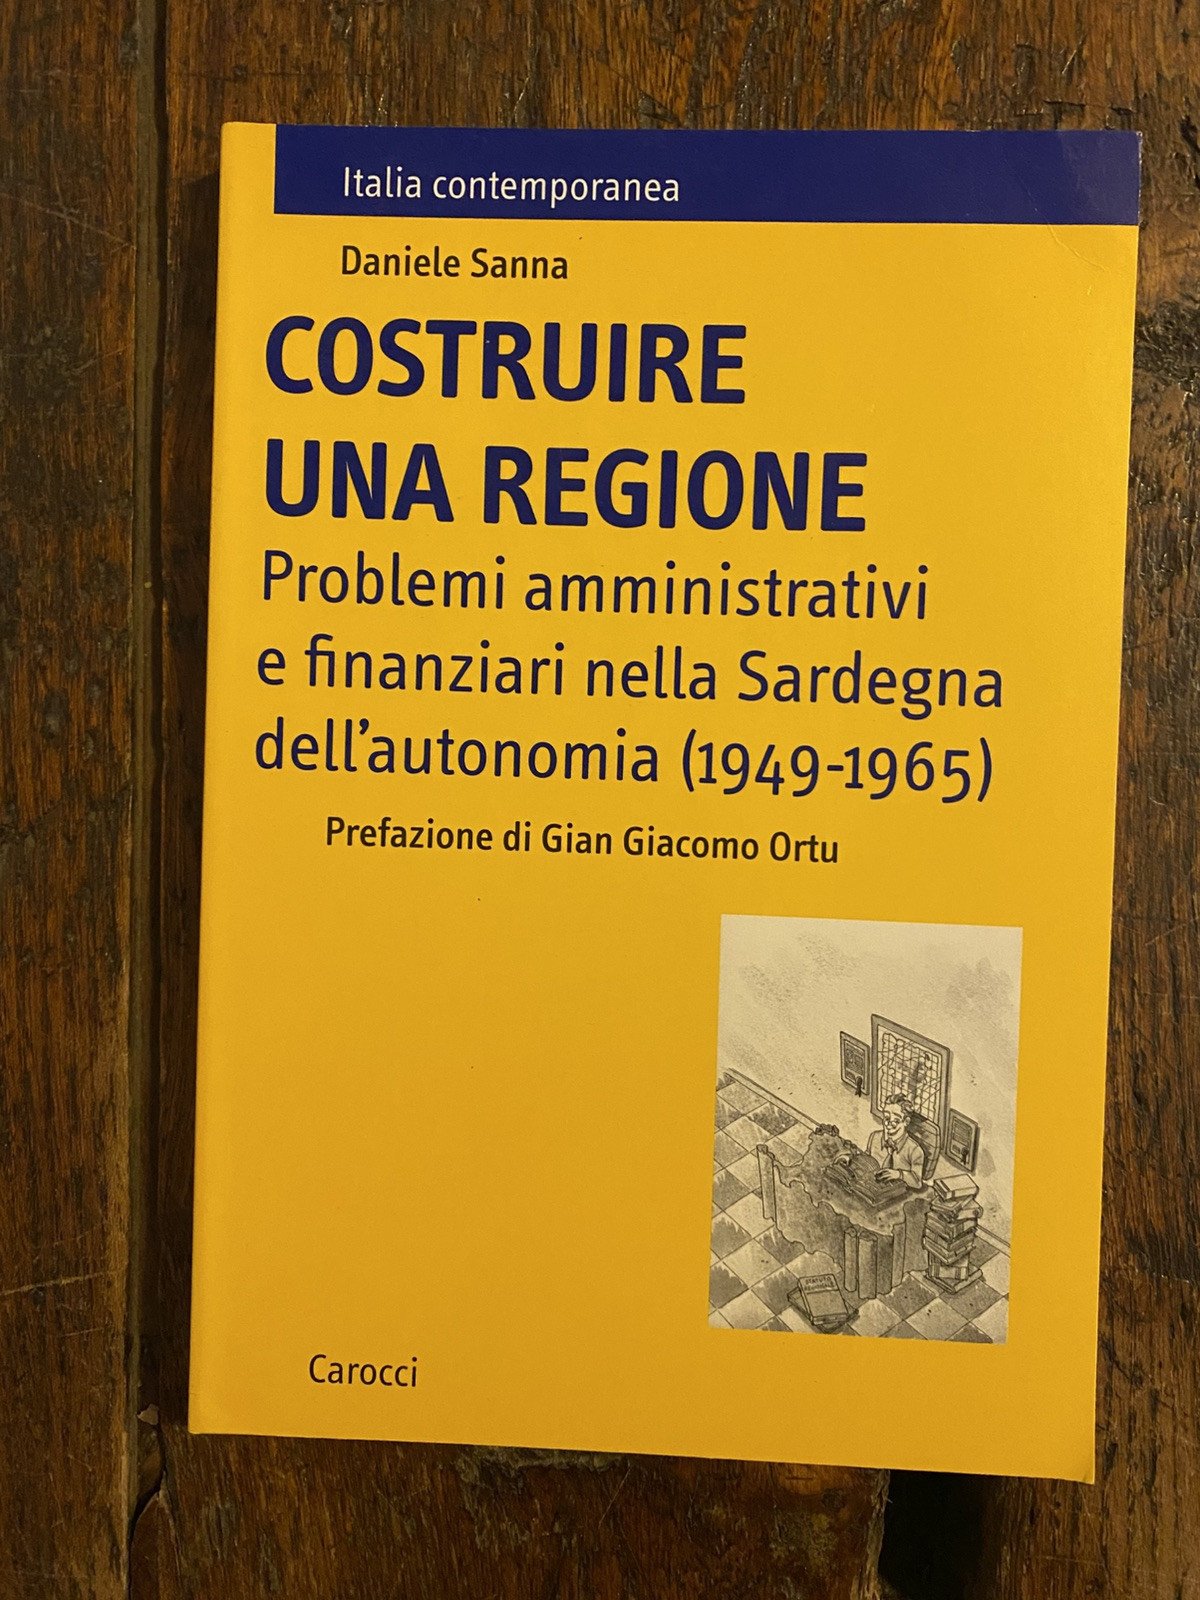 Italia contemporanea
Daniele Sanna
COSTRUIRE
UNA REGIONE
Problemi amministrativi
e finanziari nella Sardegna
dell'autonomia (1949-1965)
Prefazione di Gian Giacomo Ortu
STATUTO
Carocci